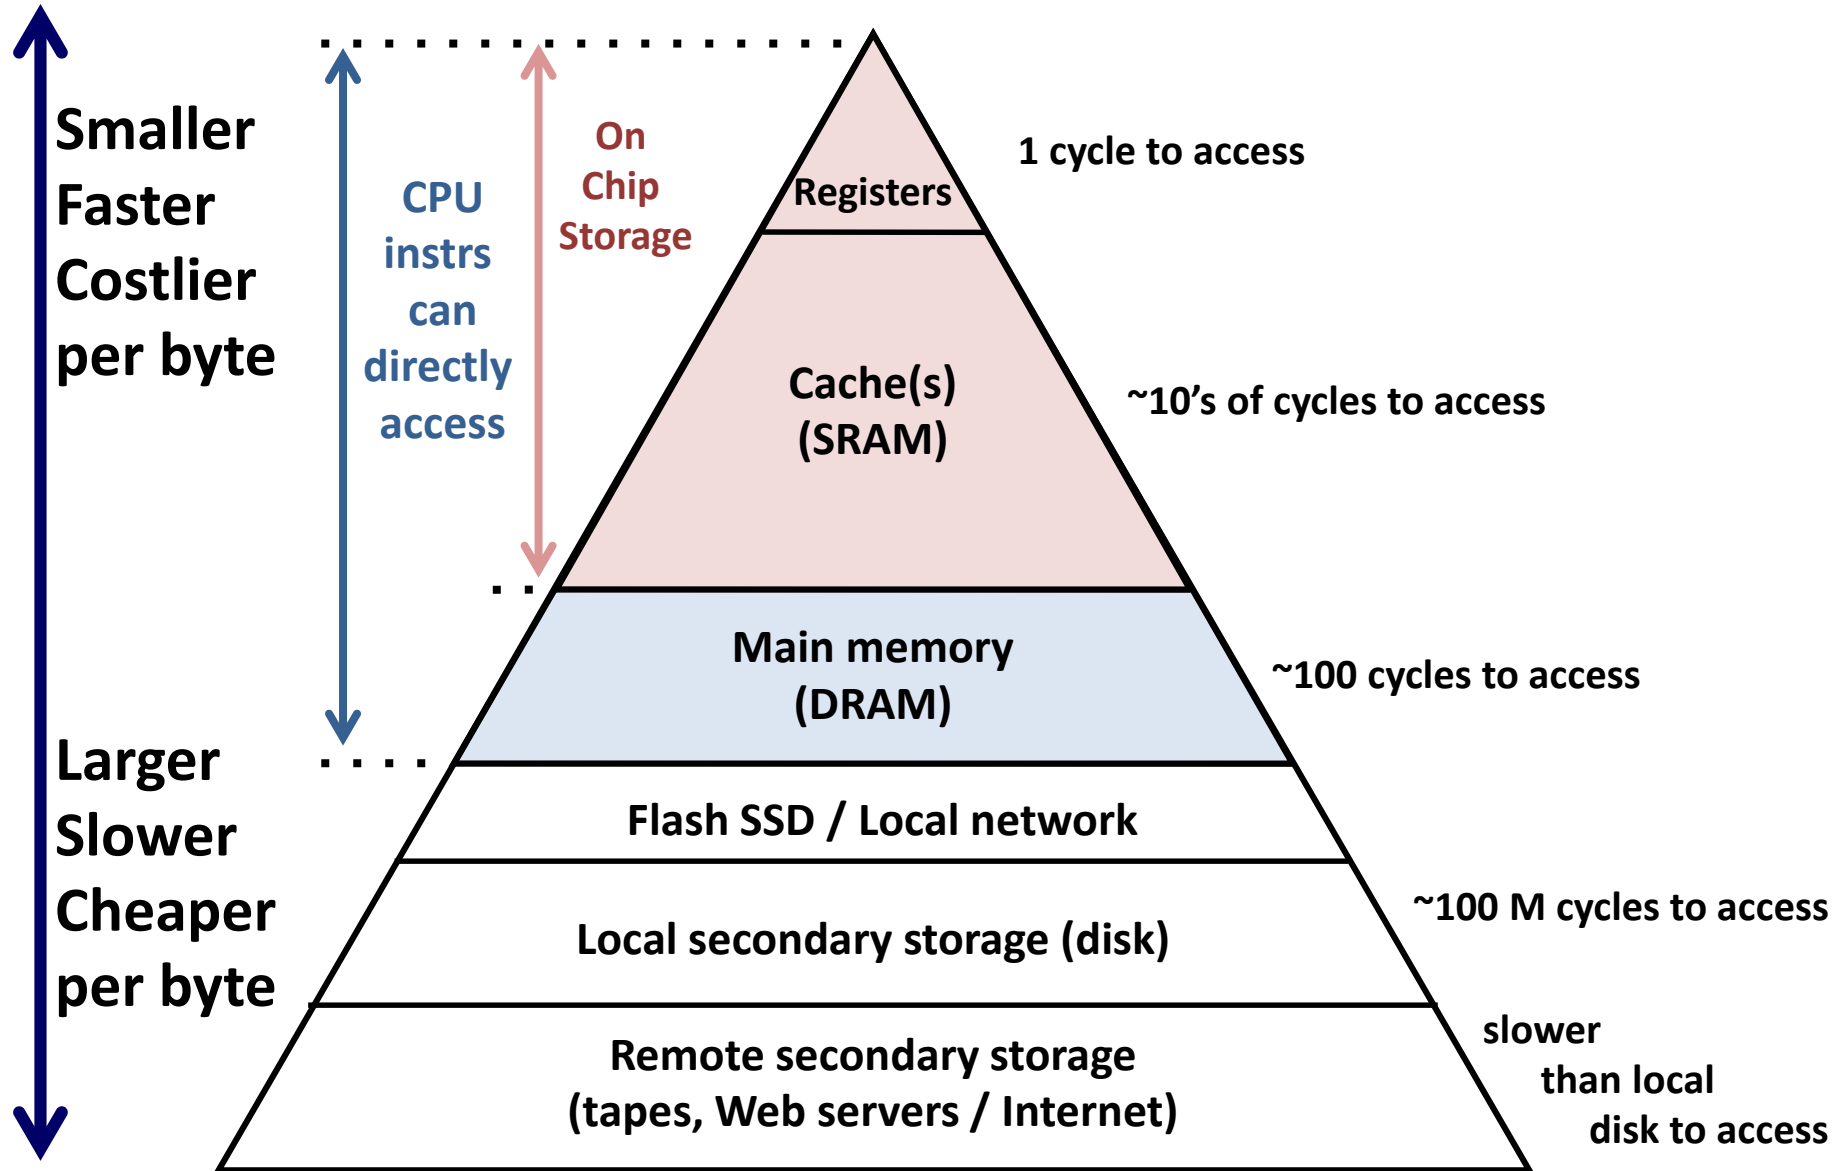 Smaller
Faster
Costlier
per byte
Larger
Slower
Cheaper
per byte
CPU
instrs
can
directly
access
On
Chip
Storage
Registers
1 cycle to access
Cache(s)
(SRAM)
~10’s of cycles to access
Main memory
(DRAM)
~100 cycles to access
Flash SSD / Local network
Local secondary storage (disk)
~100 M cycles to access
Remote secondary storage
(tapes, Web servers / Internet)
slower
than local
disk to access